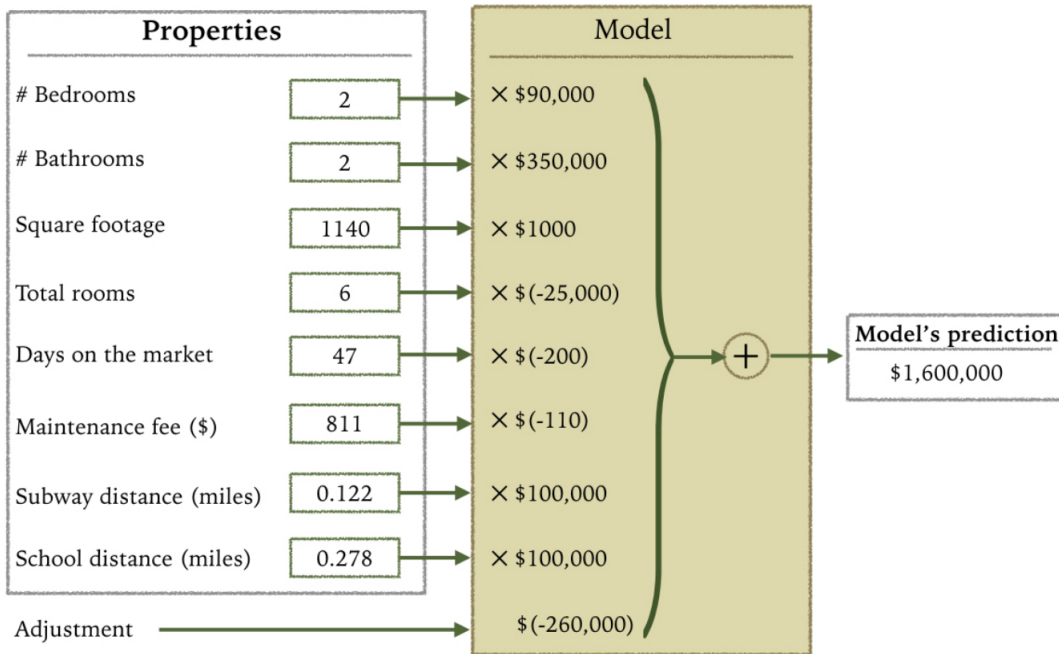 Properties Model
# Bedrooms 2 × $90,000
# Bathrooms 2 × $350,000
Square footage 1140 × $1000
Total rooms 6 × $(-25,000)
Days on the market 47 × $(-200)
Maintenance fee ($) 811 × $(-110)
Subway distance (miles) 0.122 × $100,000
School distance (miles) 0.278 × $100,000
Adjustment $(-260,000)
+
Model's prediction
$1,600,000